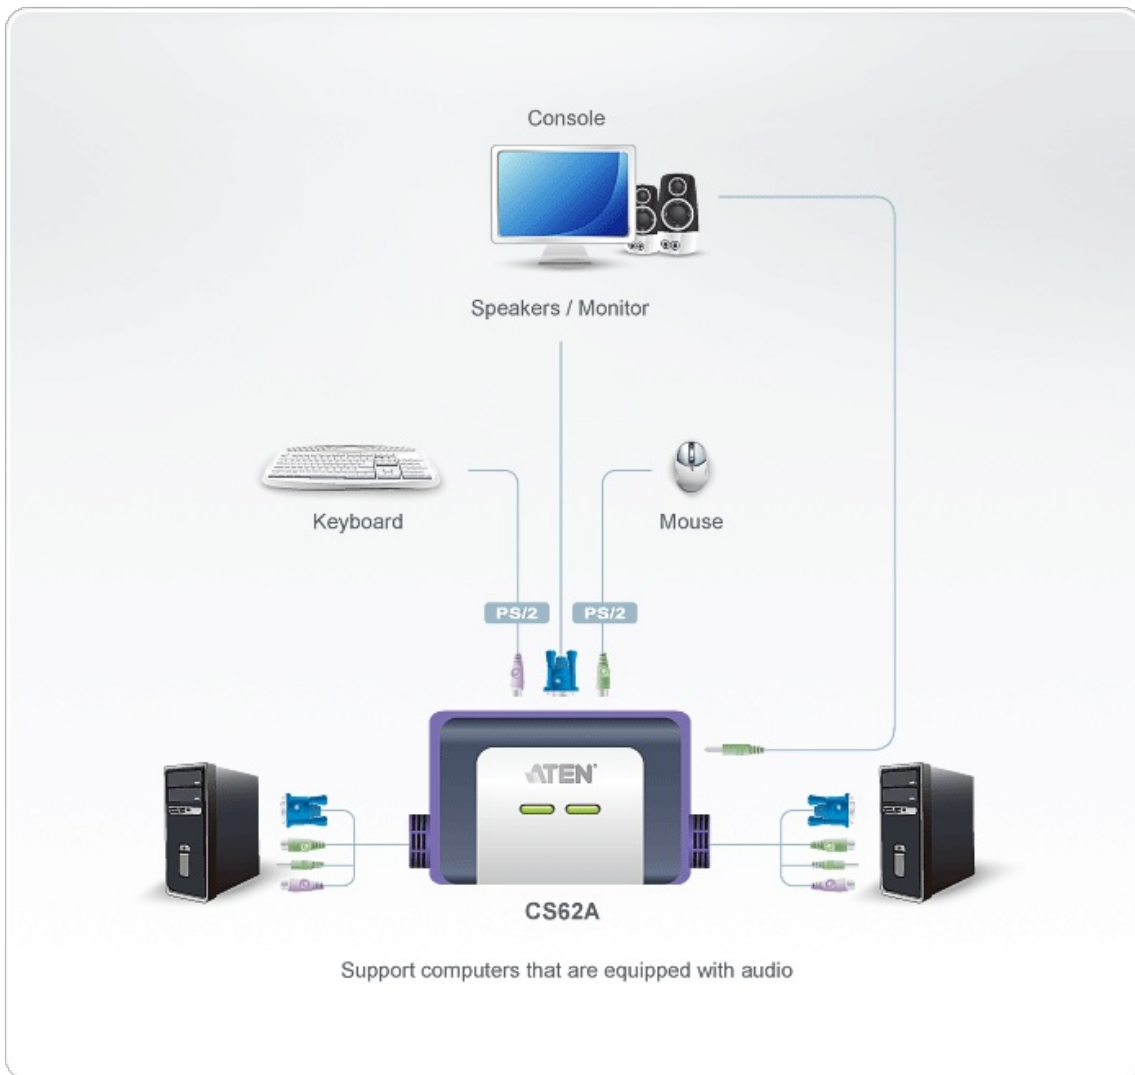 Console
Speakers / Monitor
Keyboard
Mouse
PS/2
PS/2
ATEN
CS62A
Support computers that are equipped with audio